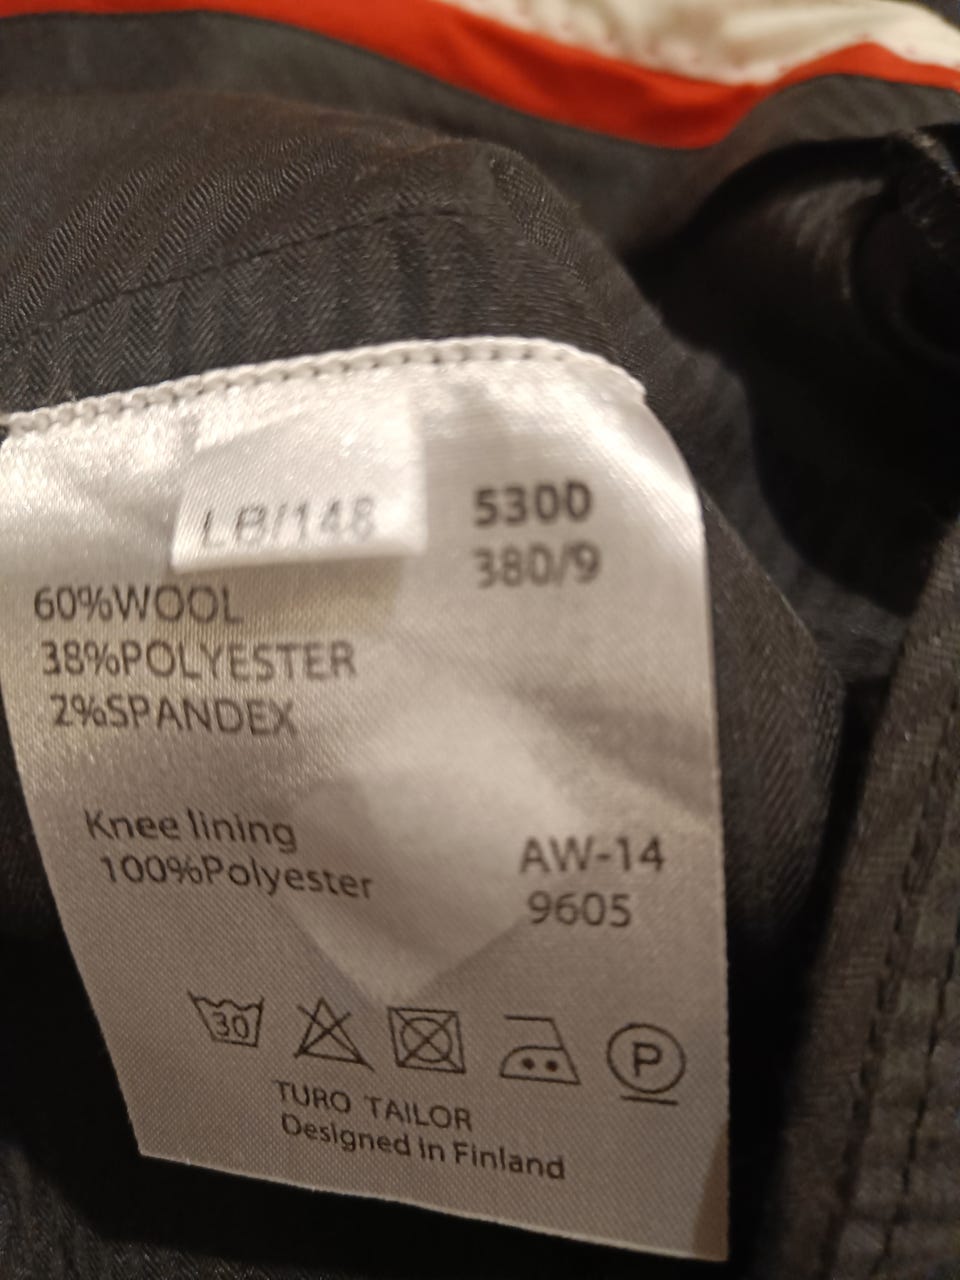 LB/148
5300
380/9
60%WOOL
38%POLYESTER
2%SPANDEX
Knee lining
100%Polyester
AW-14
9605
30
P
TURO TAILOR
Designed in Finland